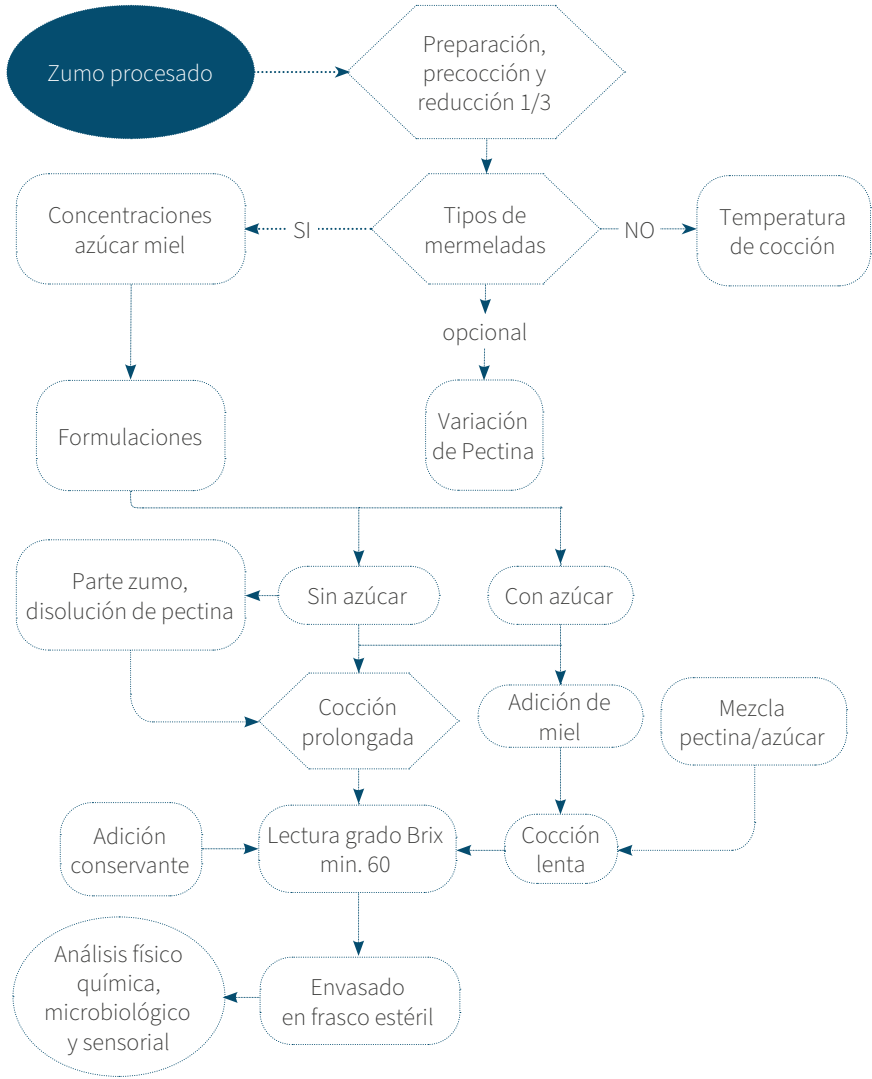 Zumo procesado
Preparación,
precocción y
reducción 1/3
Concentraciones
azúcar miel
SI
Tipos de
mermeladas
NO
Temperatura
de cocción
opcional
Formulaciones
Variación
de Pectina
Parte zumo,
disolución de pectina
Sin azúcar
Con azúcar
Cocción
prolongada
Adición de
miel
Mezcla
pectina/azúcar
Adición
conservante
Lectura grado Brix
min. 60
Cocción
lenta
Análisis físico
química,
microbiológico
y sensorial
Envasado
en frasco estéril